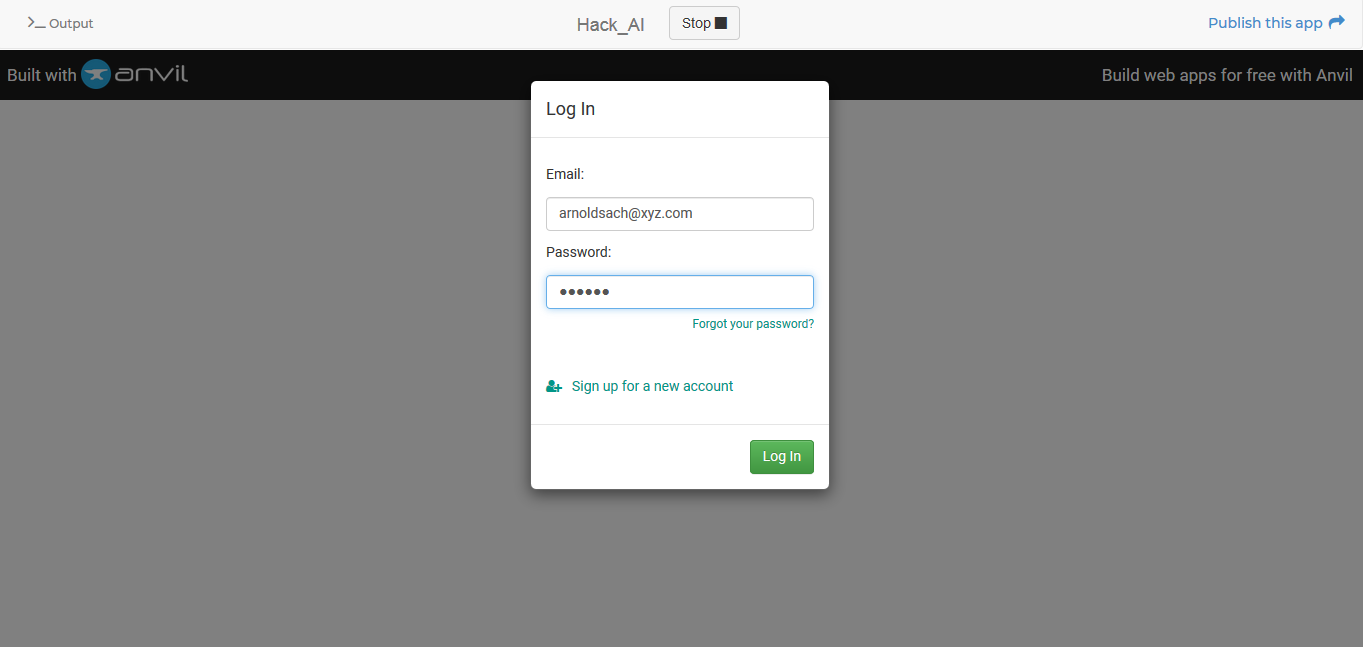 Output
Hack_AI
Stop
Publish this app
Built with anvil
Build web apps for free with Anvil
Log In
Email:
arnoldsach@xyz.com
Password:
••••••
Forgot your password?
Sign up for a new account
Log In